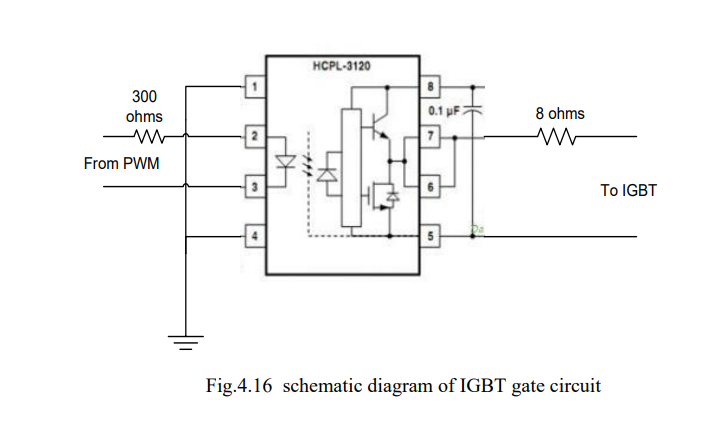 HCPL-3120
300
ohms
1
8
0.1 µF
8 ohms
2
7
From PWM
3
6
To IGBT
4
5
Fig.4.16 schematic diagram of IGBT gate circuit